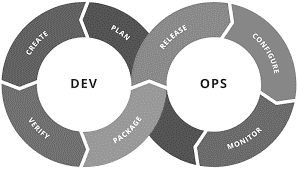 CREATE
PLAN
RELEASE
CONFIGURE
DEV
OPS
VERIFY
PACKAGE
MONITOR